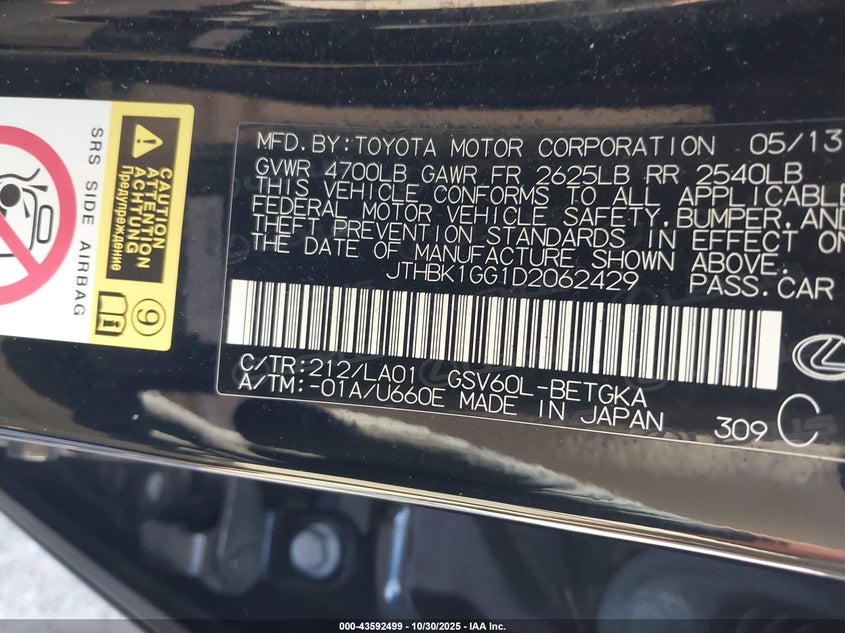 MFD.BY:TOYOTA MOTOR CORPORATION 05/13
GVWR 4700LB GAWR FR 2625LB RR 2540LB
THIS VEHICLE CONFORMS TO ALL APPLICABLE
FEDERAL MOTOR VEHICLE SAFETY,BUMPER,AND
THEFT PREVENTION STANDARDS IN EFFECT ON
THE DATE OF MANUFACTURE SHOWN ABOVE.
JTHBK1GG1D2062429 PASS.CAR
C/TR:212/LA01 GSV60L-BETGKA
A/TM:-01A/U660E MADE IN JAPAN 309 C
SRS SIDE AIRBAG
CAUTION
ATTENTION
ACHTUNG
Предупреждение
9
000-43592499 - 10/30/2025 - IAA Inc.